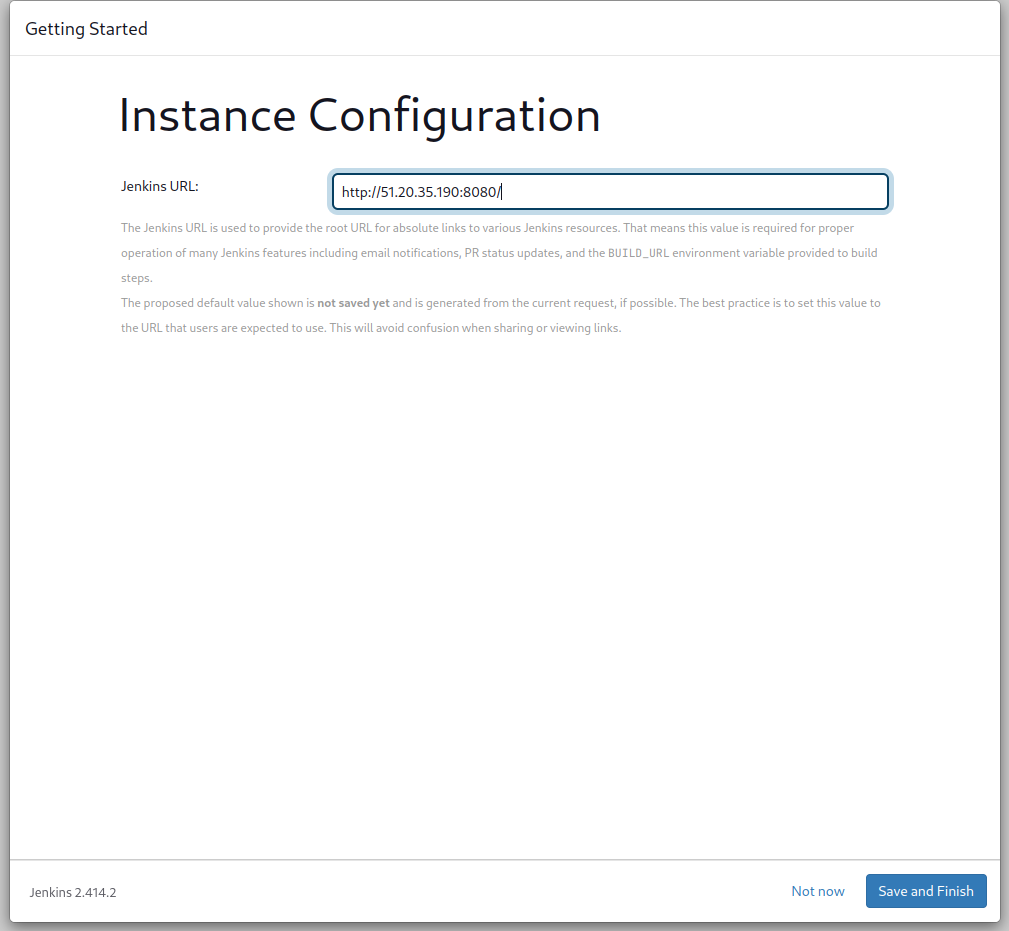 Getting Started
Instance Configuration
Jenkins URL:
http://51.20.35.190:8080/
The Jenkins URL is used to provide the root URL for absolute links to various Jenkins resources. That means this value is required for proper
operation of many Jenkins features including email notifications, PR status updates, and the BUILD_URL environment variable provided to build
steps.
The proposed default value shown is not saved yet and is generated from the current request, if possible. The best practice is to set this value to
the URL that users are expected to use. This will avoid confusion when sharing or viewing links.
Jenkins 2.414.2
Not now
Save and Finish